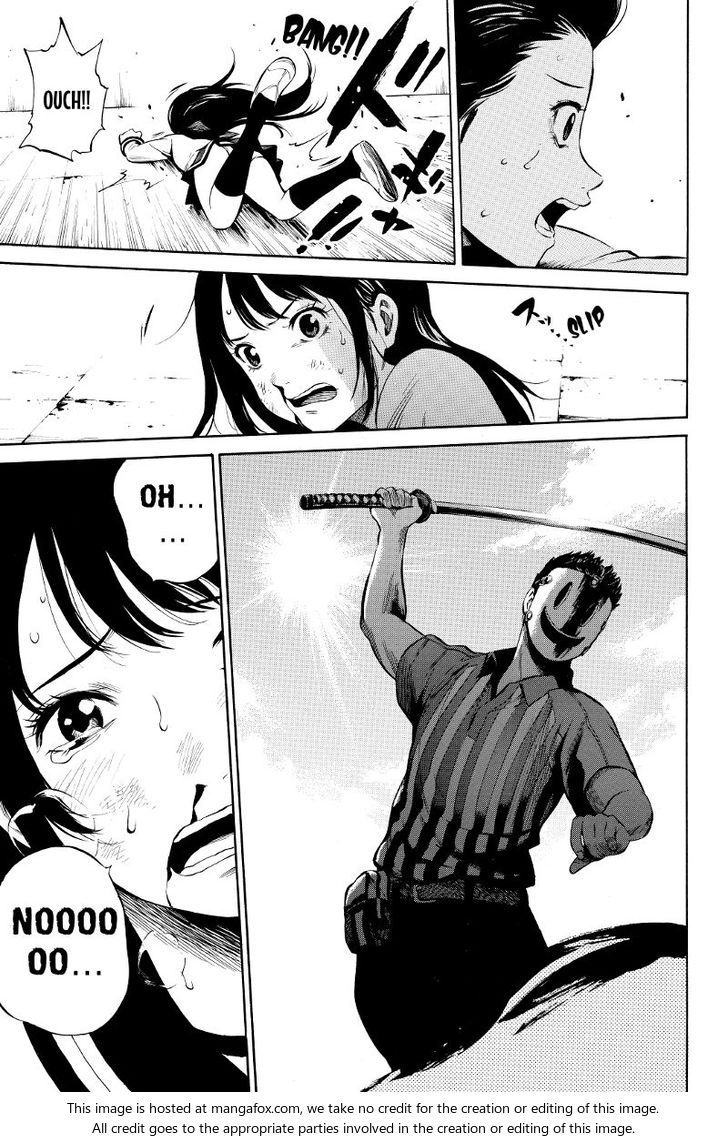 BANG!!
OUCH!!
スッ...
SLIP
OH...
...
NOOOO
OO...
This image is hosted at mangafox.com, we take no credit for the creation or editing of this image.
All credit goes to the appropriate parties involved in the creation or editing of this image.